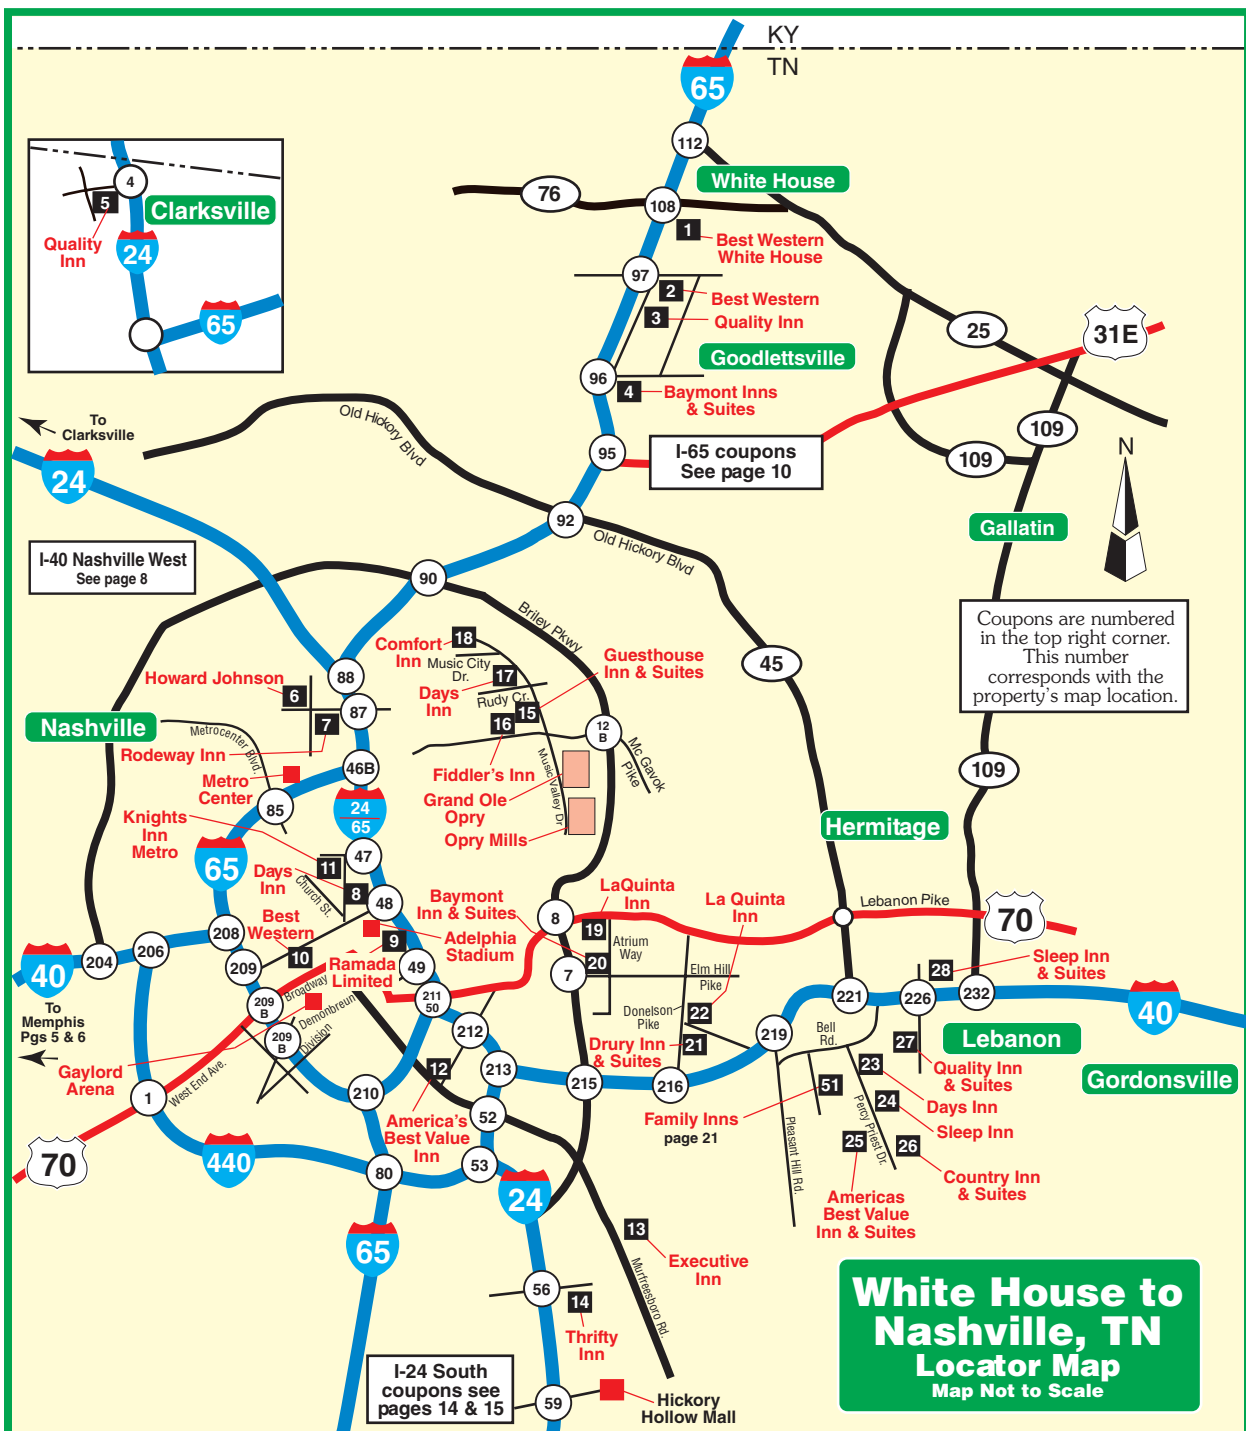 KY
TN
65
112
White House
76
108
1
Best Western
White House
97
2
Best Western
3
Quality Inn
Goodlettsville
96
4
Baymont Inns
& Suites
25
31E
109
109
N
4
5
Clarksville
Quality
Inn
24
65
To
Clarksville
24
Old Hickory Blvd
95
I-65 coupons
See page 10
92
Old Hickory Blvd
Gallatin
I-40 Nashville West
See page 8
90
Briley Pkwy
Coupons are numbered
in the top right corner.
This number
corresponds with the
property's map location.
45
109
Comfort
Inn
18
Music City
Dr.
17
Days
Inn
Rudy Cr.
Guesthouse
Inn & Suites
15
16
Fiddler's Inn
12
B
Mc Gavok
Pike
Music Valley Dr
Grand Ole
Opry
Opry Mills
88
Howard Johnson
6
87
7
Nashville
Metrocenter Blvd.
Rodeway Inn
Metro
Center
46B
85
24
65
Knights
Inn
Metro
65
47
11
Days
Inn
8
Church St.
48
Best
Western
10
9
Adelphia
Stadium
Ramada
Limited
49
Baymont
Inn & Suites
8
LaQuinta
Inn
19
Atrium
Way
20
7
La Quinta
Inn
Elm Hill
Pike
Donelson
Pike
22
Drury Inn
& Suites
21
Hermitage
Lebanon Pike
70
208
206
204
40
To
Memphis
Pgs 5 & 6
209
209
B
Broadway
Demonbreun
209
B
Division
Gaylord
Arena
1
West End Ave.
70
440
210
211
50
212
213
12
America's
Best Value
Inn
52
53
80
24
65
215
216
219
221
226
28
Sleep Inn
& Suites
232
40
Lebanon
Gordonsville
Bell
Rd.
27
Quality Inn
& Suites
23
Days Inn
51
Family Inns
page 21
24
Sleep Inn
Percy Priest Dr.
Pleasant Hill Rd.
25
Americas
Best Value
Inn & Suites
26
Country Inn
& Suites
13
Executive
Inn
Murfreesboro Rd.
56
14
Thrifty
Inn
I-24 South
coupons see
pages 14 & 15
59
Hickory
Hollow Mall
White House to
Nashville, TN
Locator Map
Map Not to Scale